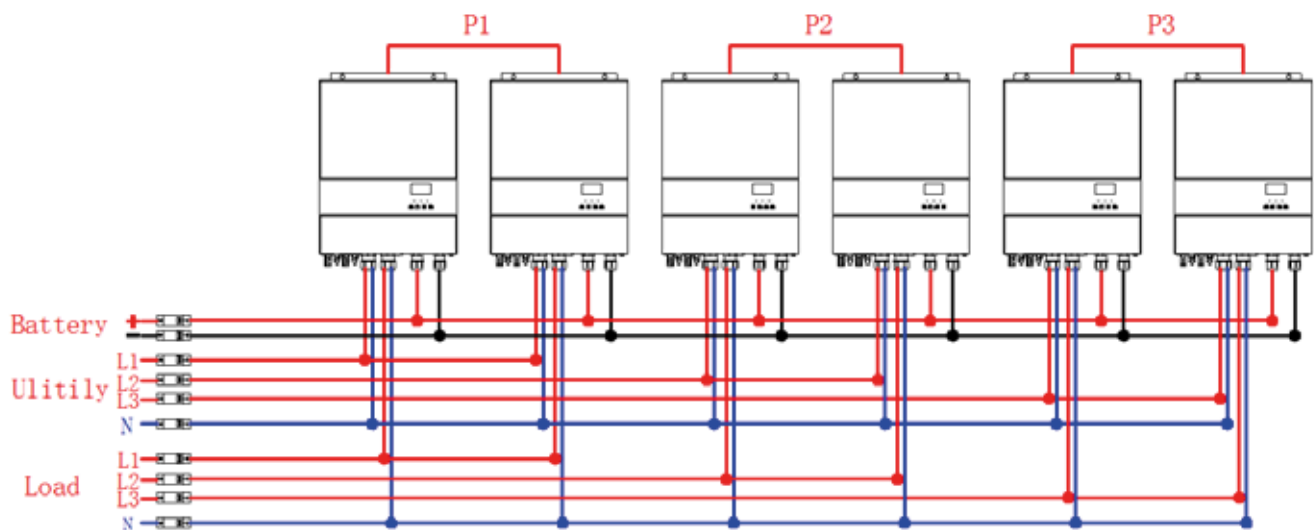 P1 P2 P3
Battery + −
L1
Ulitily L2
L3
N
L1
Load L2
L3
N